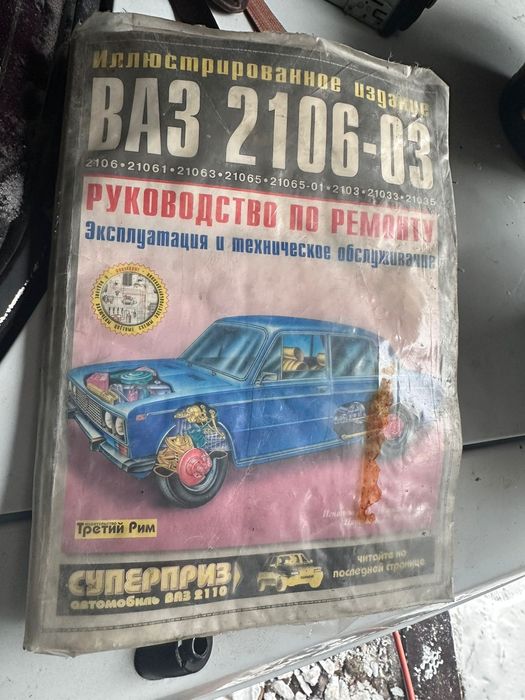 Иллюстрированное издание
ВАЗ 2106-03
2106•21061•21063•21065•21065-01•2103•21033•21035
РУКОВОДСТВО ПО РЕМОНТУ
Эксплуатация и техническое обслуживание
Третий Рим
СУПЕРПРИЗ
автомобиль ВАЗ 2110
читайте на
последней странице